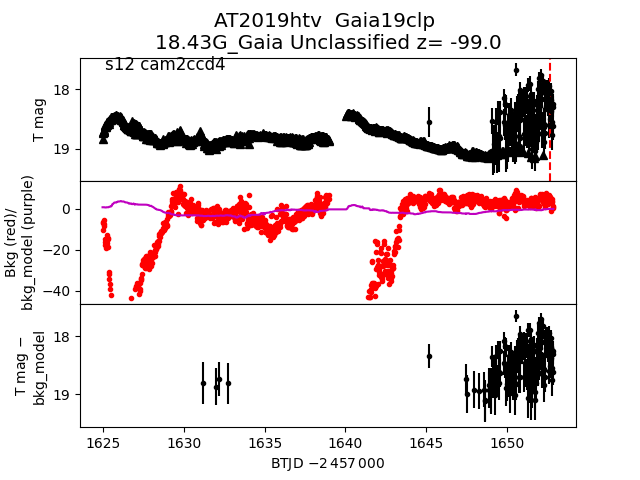 AT2019htv  Gaia19clp
18.43G_Gaia Unclassified z= -99.0
s12 cam2ccd4
T mag
18
19
Bkg (red)/
bkg_model (purple)
0
−20
−40
T mag −
bkg_model
18
19
1625 1630 1635 1640 1645 1650
BTJD −2 457 000